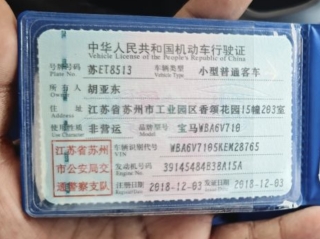 中华人民共和国机动车行驶证
Vehicle License of the People's Republic of China
号牌号码 苏ET8513 车辆类型 小型普通客车
Plate No. Vehicle Type
所有人 胡亚东
Owner
住址 江苏省苏州市工业园区香颂花园15幢203室
Address
使用性质 非营运 品牌型号 宝马WBA6V710
Use Character Model
江苏省苏州市公安局交通警察支队
车辆识别代号 WBA6V7105KEM28765
VIN
发动机号码 39145484B3BA15A
Engine No.
注册日期 2018-12-03 发证日期 2018-12-03
Register Date Issue Date